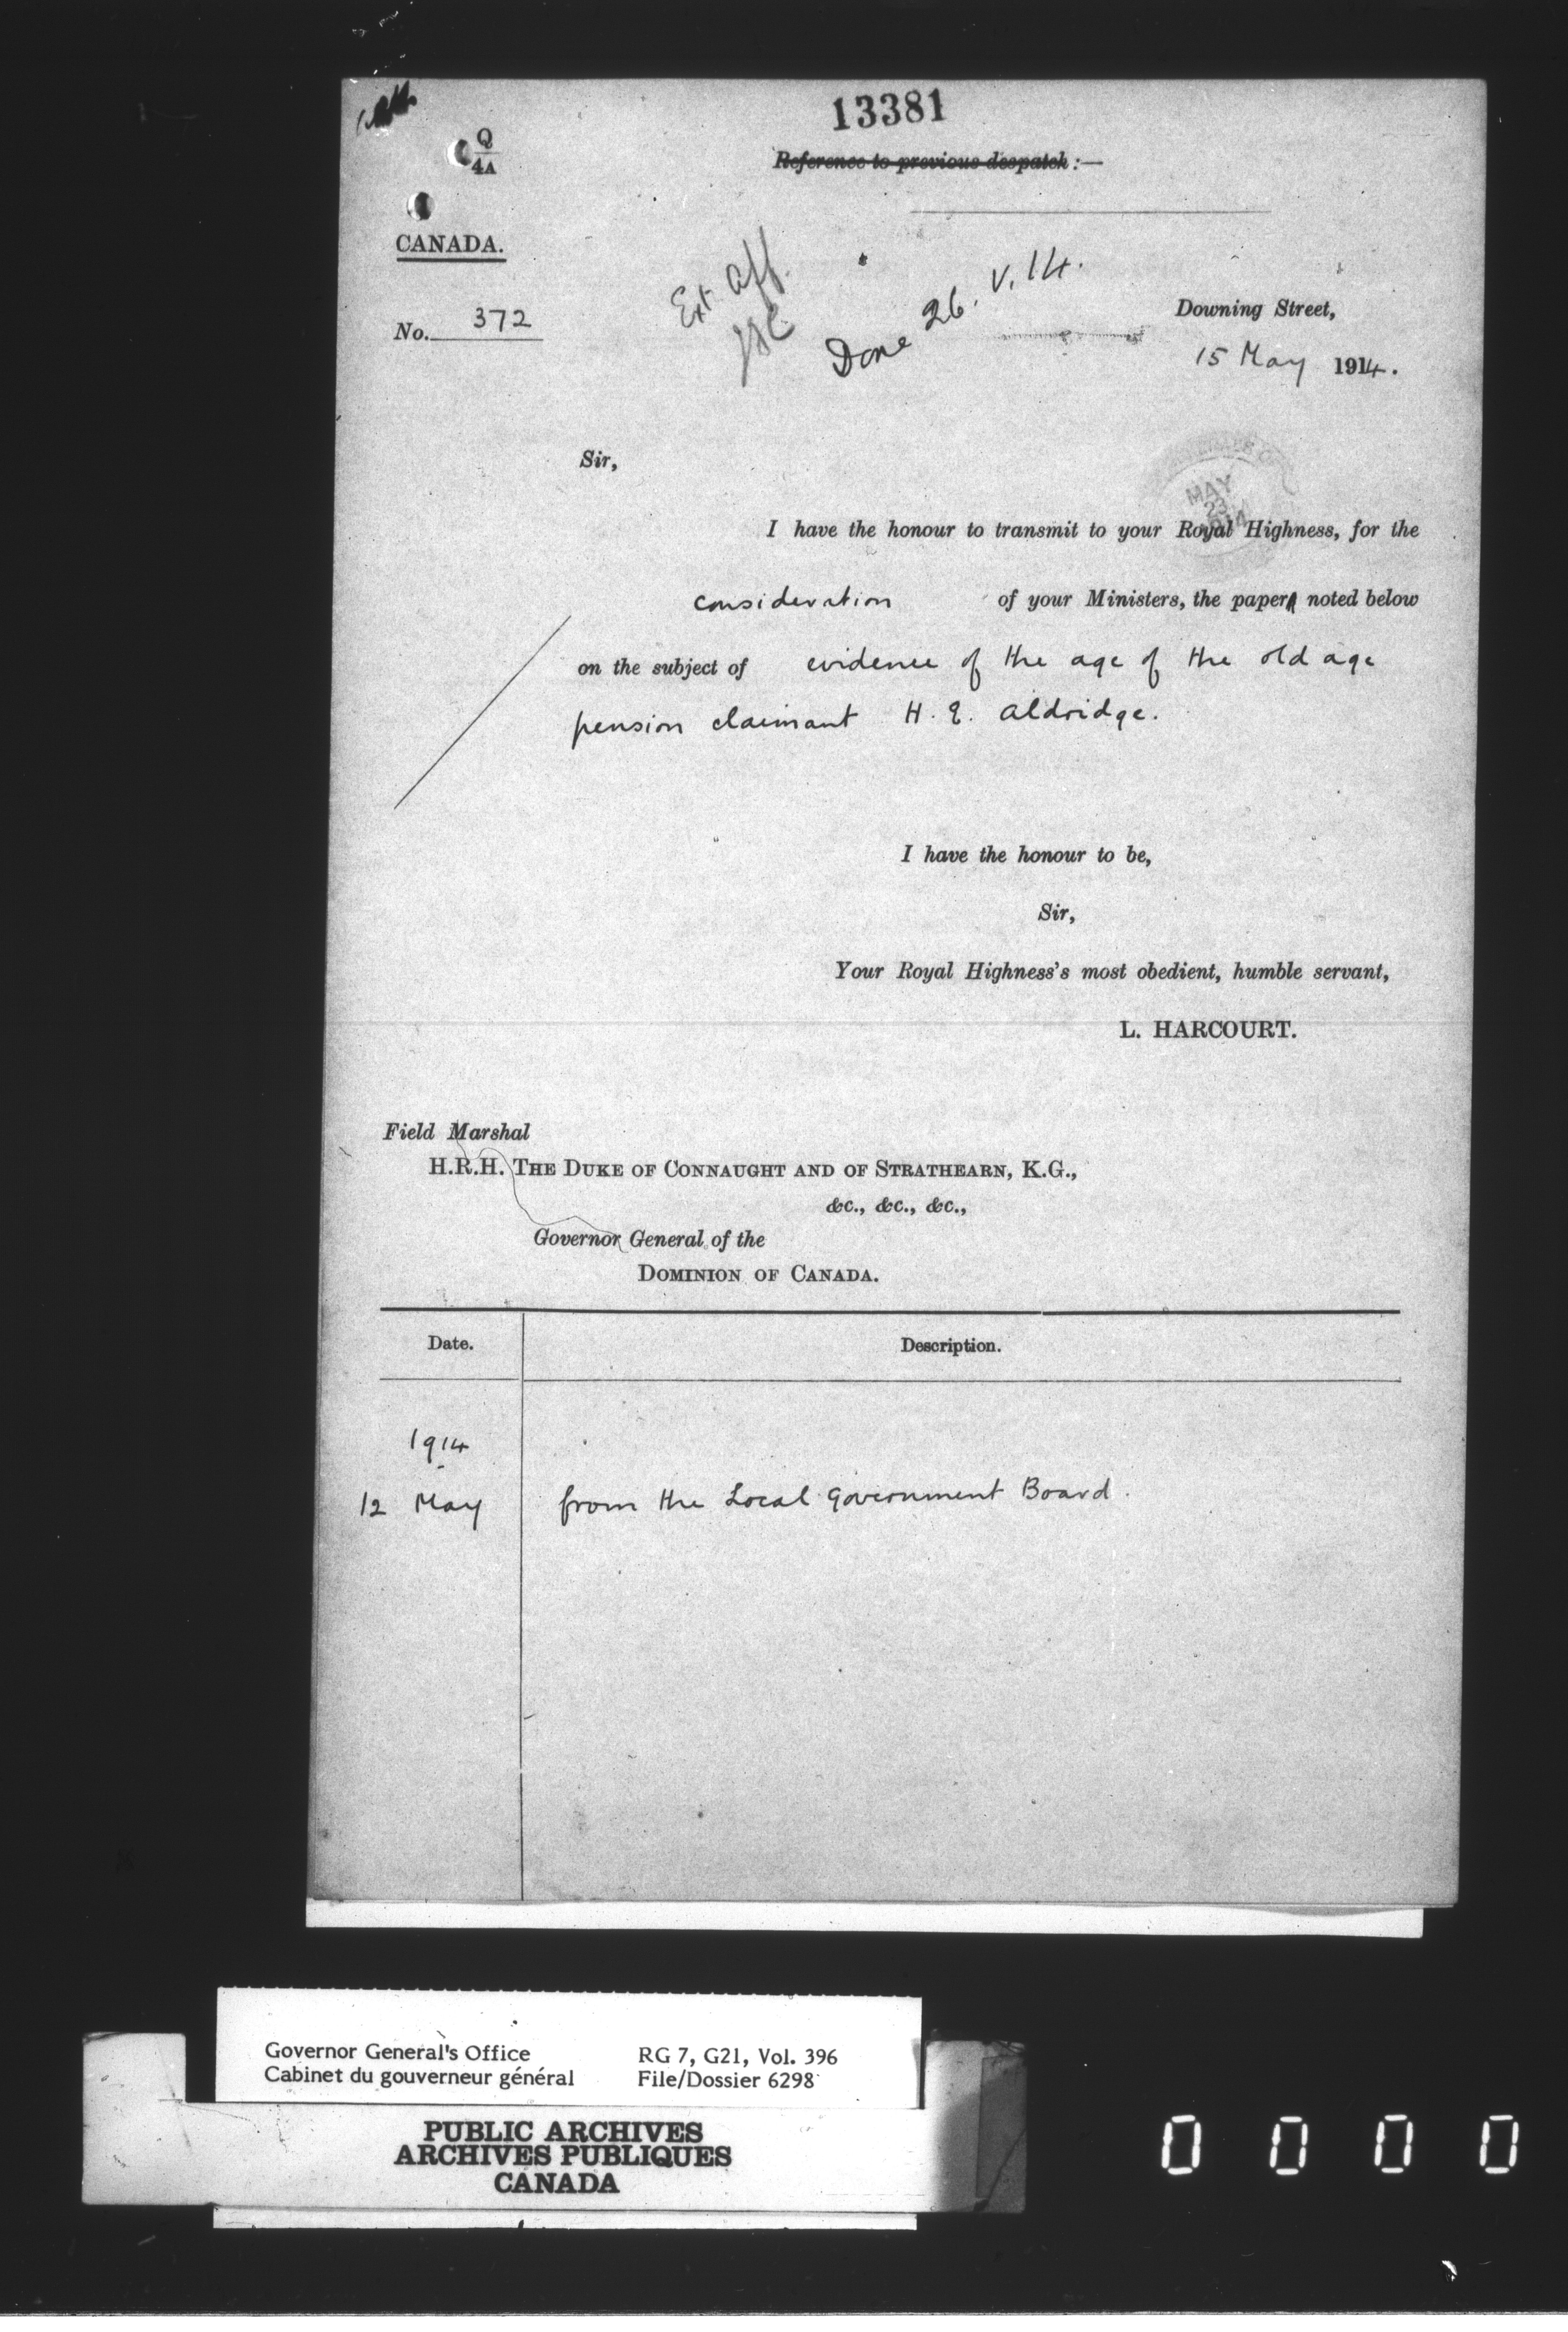 13381
Q
4A
Reference to previous despatch :—
CANADA.
Ext. Aff.
Done 26. V. 14.
No. 372
Downing Street,
15 May 1914.
Sir,
MAY
23
1914
I have the honour to transmit to your Royal Highness, for the
consideration of your Ministers, the paper noted below
on the subject of evidence of the age of the old age
pension claimant H. E. Aldridge.
I have the honour to be,
Sir,
Your Royal Highness's most obedient, humble servant,
L. HARCOURT.
Field Marshal
H.R.H. THE DUKE OF CONNAUGHT AND OF STRATHEARN, K.G.,
&c., &c., &c.,
Governor General of the
DOMINION OF CANADA.
Date. Description.
1914
12 May from the Local Government Board.
Governor General's Office RG 7, G21, Vol. 396
Cabinet du gouverneur général File/Dossier 6298
PUBLIC ARCHIVES
ARCHIVES PUBLIQUES
CANADA
0 0 0 0